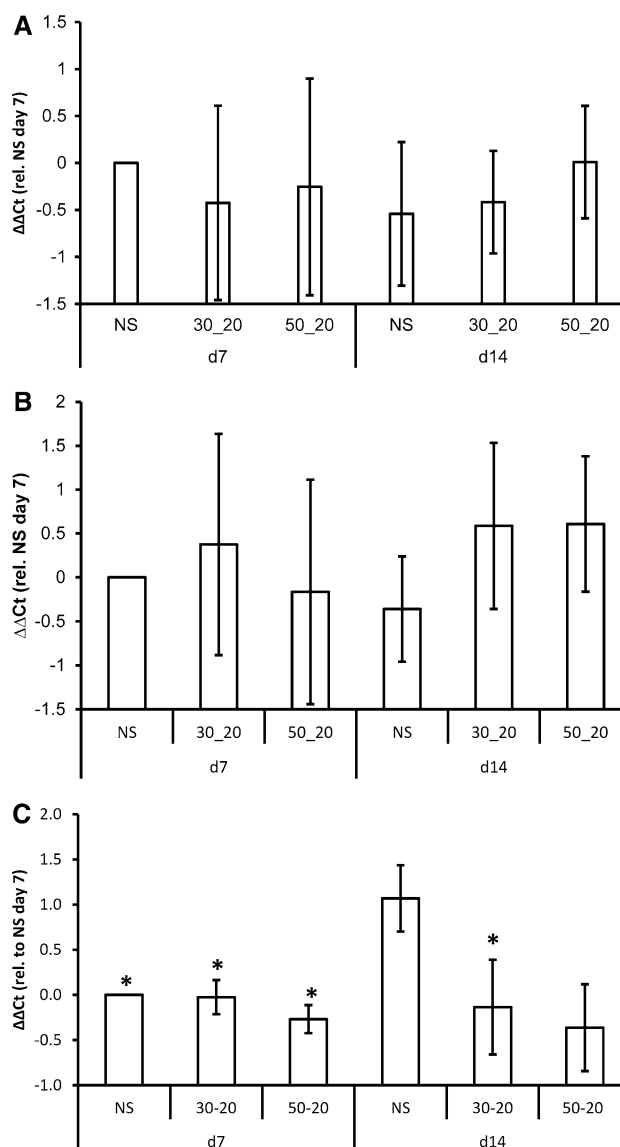 A
ΔΔCt (rel. NS day 7)
1.5
1
0.5
0
-0.5
-1
-1.5
NS 30_20 50_20 NS 30_20 50_20
d7 d14
B
ΔΔCt (rel. NS day 7)
2
1.5
1
0.5
0
-0.5
-1
-1.5
NS 30_20 50_20 NS 30_20 50_20
d7 d14
C
ΔΔCt (rel. to NS day 7)
2.0
1.5
1.0
0.5
0.0
-0.5
-1.0
* * * *
NS 30-20 50-20 NS 30-20 50-20
d7 d14